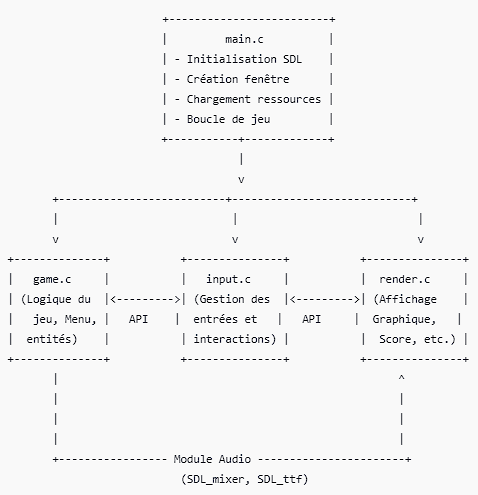 main.c
- Initialisation SDL
- Création fenêtre
- Chargement ressources
- Boucle de jeu
v
v v v
game.c input.c render.c
(Logique du <---------> (Gestion des <---------> (Affichage
jeu, Menu, API entrées et API Graphique,
entités) interactions) Score, etc.)
^
Module Audio
(SDL_mixer, SDL_ttf)